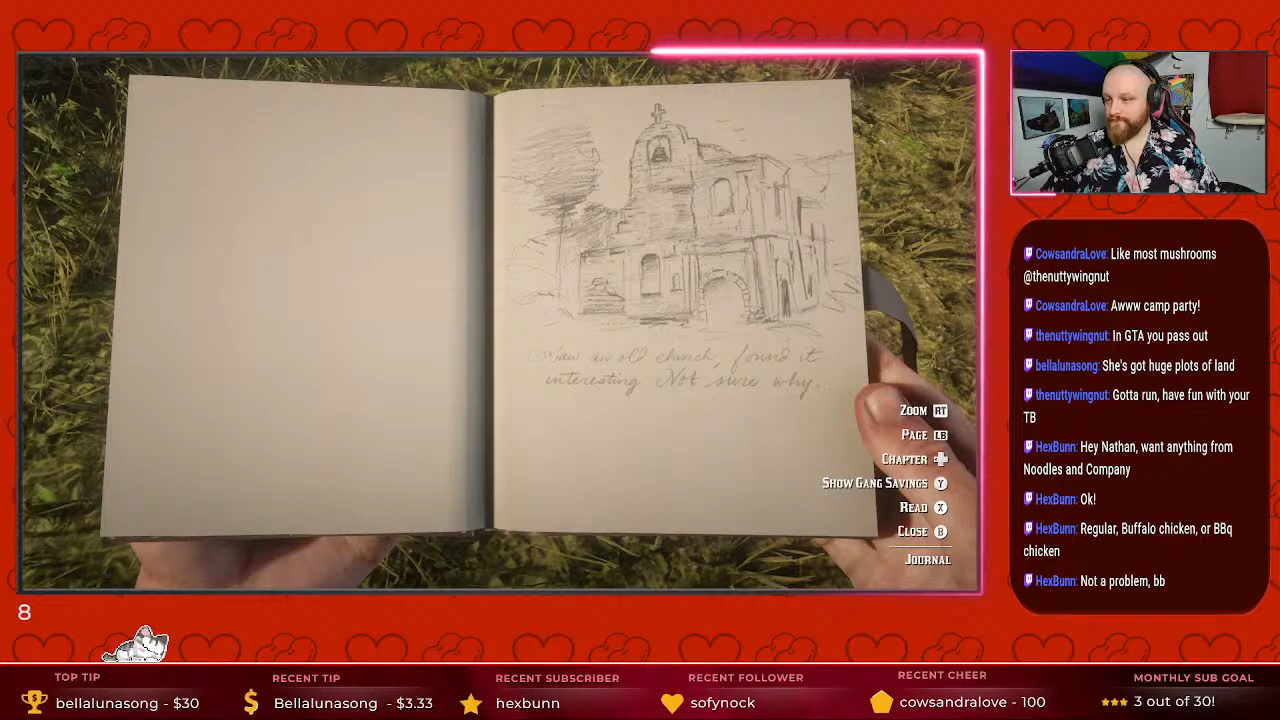 Saw an old church, found it
interesting Not sure why.
ZOOM RT
PAGE LB
CHAPTER
SHOW GANG SAVINGS Y
READ X
CLOSE B
JOURNAL
CowsandraLove: Like most mushrooms
@thenuttywingnut
CowsandraLove: Awww camp party!
thenuttywingnut: In GTA you pass out
bellalunasong: She's got huge plots of land
thenuttywingnut: Gotta run, have fun with your
TB
HexBunn: Hey Nathan, want anything from
Noodles and Company
HexBunn: Ok!
HexBunn: Regular, Buffalo chicken, or BBq
chicken
HexBunn: Not a problem, bb
8
TOP TIP
bellalunasong - $30
RECENT TIP
Bellalunasong - $3.33
RECENT SUBSCRIBER
hexbunn
RECENT FOLLOWER
sofynock
RECENT CHEER
cowsandralove - 100
MONTHLY SUB GOAL
3 out of 30!